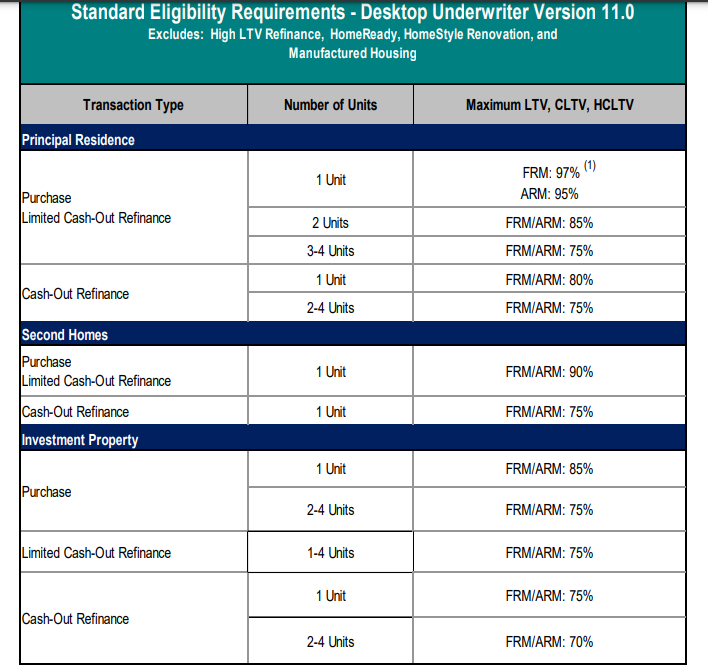 Standard Eligibility Requirements - Desktop Underwriter Version 11.0
Excludes: High LTV Refinance, HomeReady, HomeStyle Renovation, and
Manufactured Housing
Transaction Type Number of Units Maximum LTV, CLTV, HCLTV
Principal Residence
Purchase
Limited Cash-Out Refinance
1 Unit
FRM: 97% (1)
ARM: 95%
2 Units FRM/ARM: 85%
3-4 Units FRM/ARM: 75%
Cash-Out Refinance
1 Unit FRM/ARM: 80%
2-4 Units FRM/ARM: 75%
Second Homes
Purchase
Limited Cash-Out Refinance
1 Unit FRM/ARM: 90%
Cash-Out Refinance 1 Unit FRM/ARM: 75%
Investment Property
Purchase
1 Unit FRM/ARM: 85%
2-4 Units FRM/ARM: 75%
Limited Cash-Out Refinance 1-4 Units FRM/ARM: 75%
Cash-Out Refinance
1 Unit FRM/ARM: 75%
2-4 Units FRM/ARM: 70%